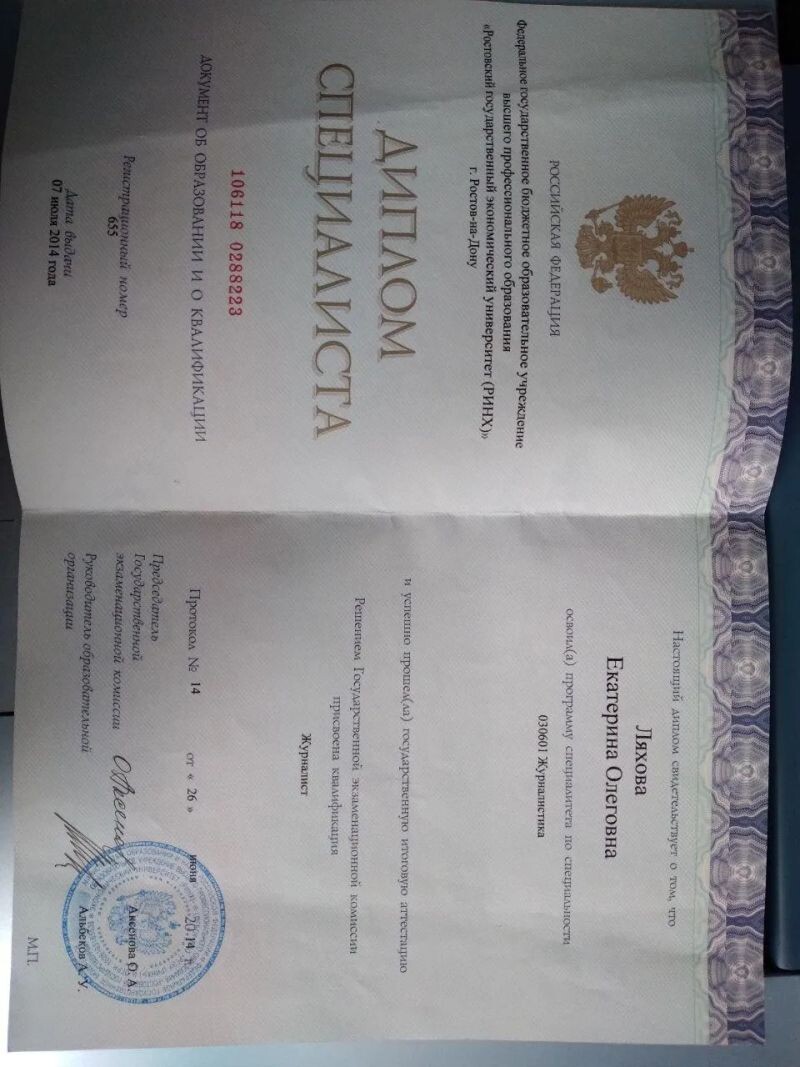 РОССИЙСКАЯ ФЕДЕРАЦИЯ
Федеральное государственное бюджетное образовательное учреждение
высшего профессионального образования
«Ростовский государственный экономический университет (РИНХ)»
г. Ростов-на-Дону
ДИПЛОМ
СПЕЦИАЛИСТА
106118 0288223
ДОКУМЕНТ ОБ ОБРАЗОВАНИИ И О КВАЛИФИКАЦИИ
Регистрационный номер
655
Дата выдачи
07 июля 2014 года
Настоящий диплом свидетельствует о том, что
Ляхова
Екатерина Олеговна
освоил(а) программу специалитета по специальности
030601 Журналистика
и успешно прошел(ла) государственную итоговую аттестацию
Решением Государственной экзаменационной комиссии
присвоена квалификация
Журналист
Протокол № 14 от « 26 » июня 2014 г.
Председатель
Государственной
экзаменационной комиссии Аксенова О. А.
Руководитель образовательной
организации Альбеков А. У.
М.П.